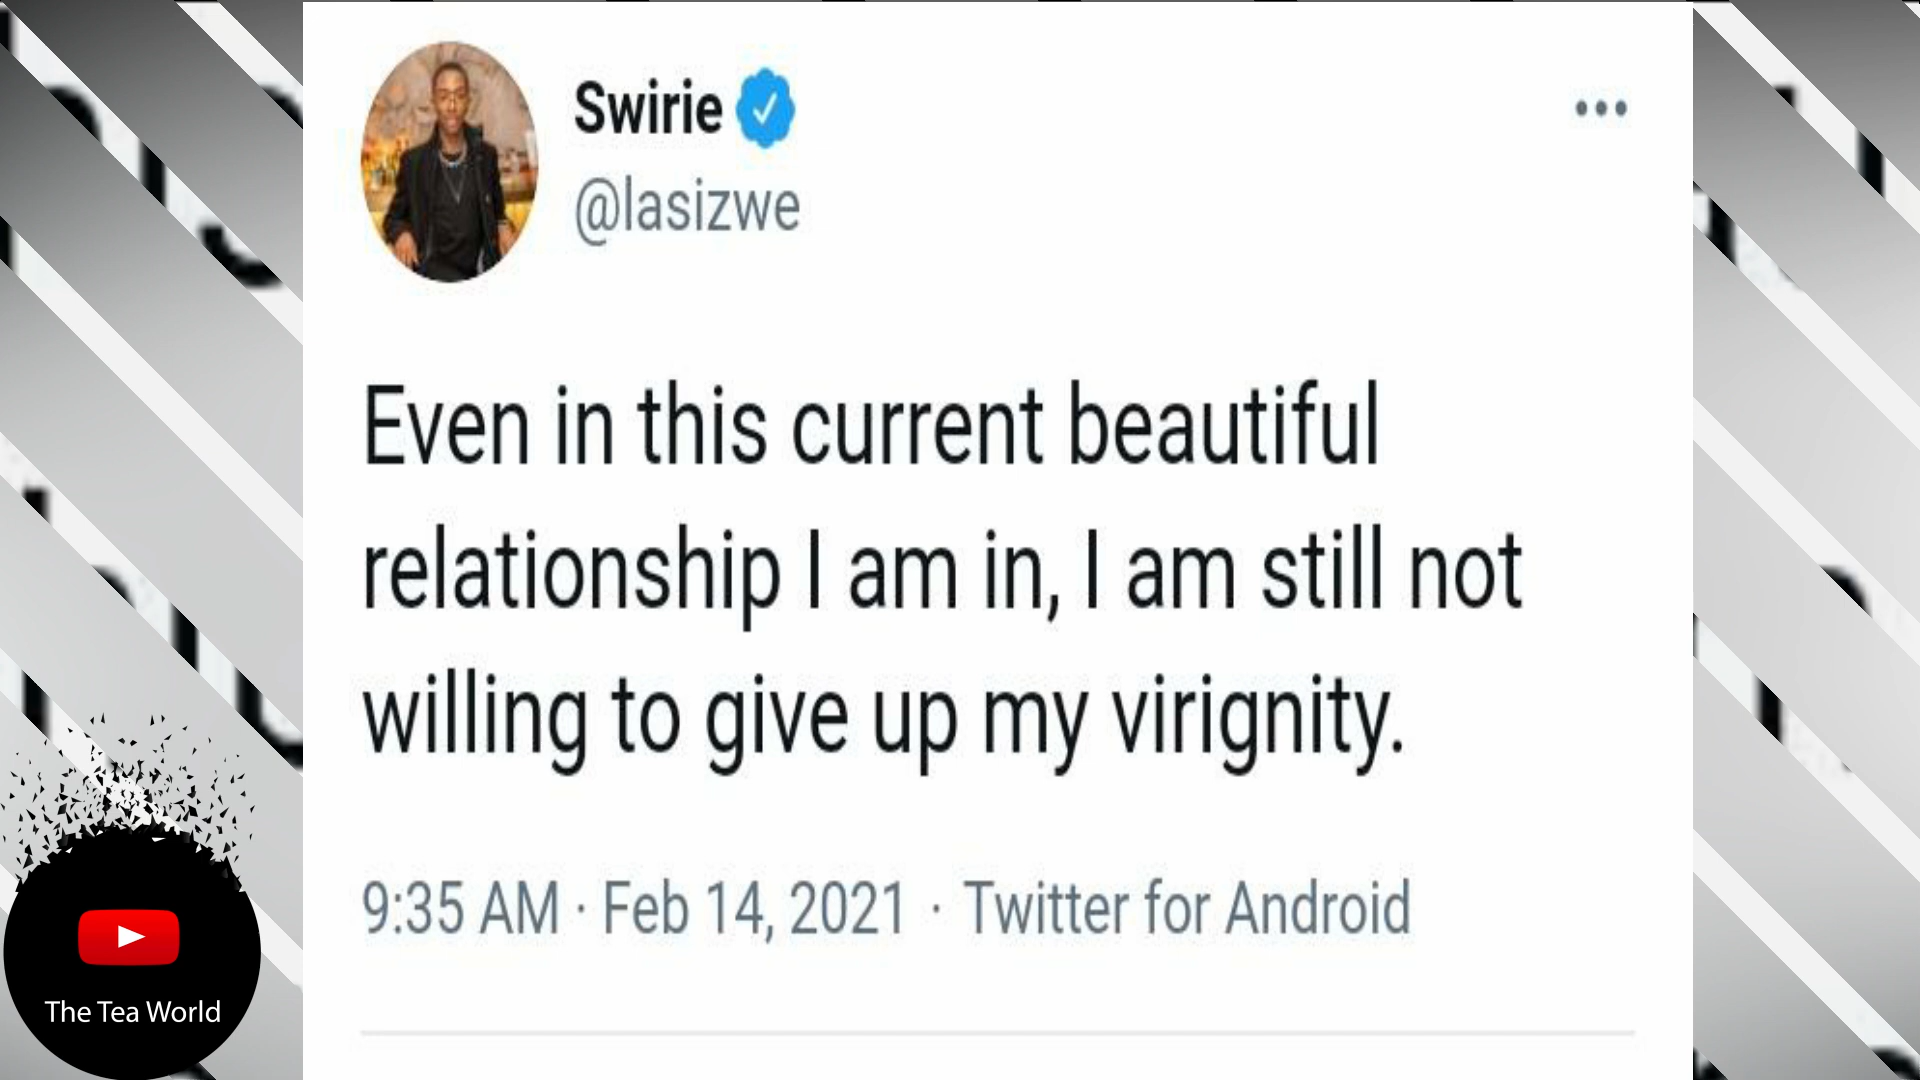 Swirie
@lasizwe
Even in this current beautiful
relationship I am in, I am still not
willing to give up my virignity.
9:35 AM · Feb 14, 2021 · Twitter for Android
The Tea World